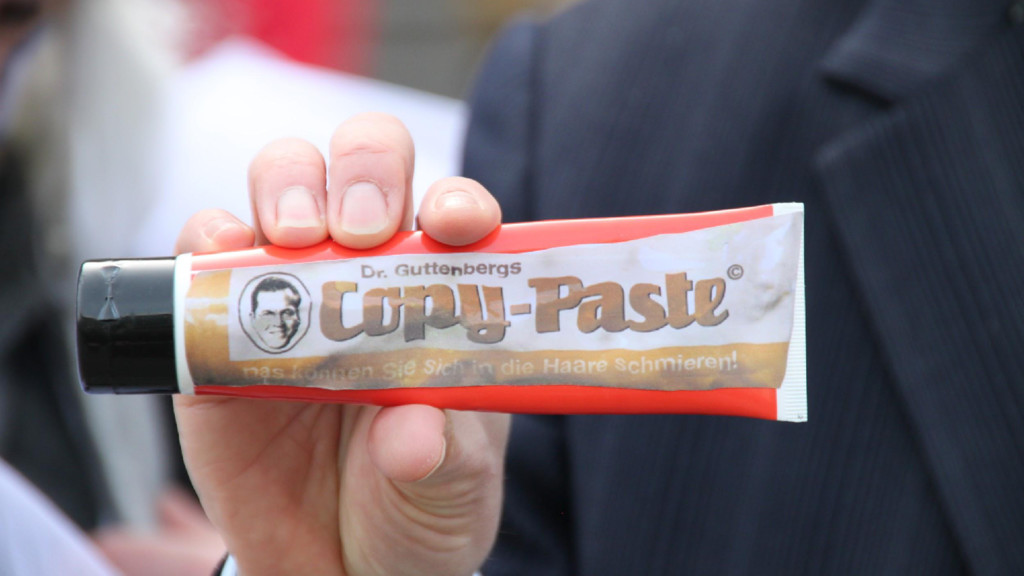 Dr. Guttenbergs
Copy-Paste©
Das können Sie Sich in die Haare Schmieren!